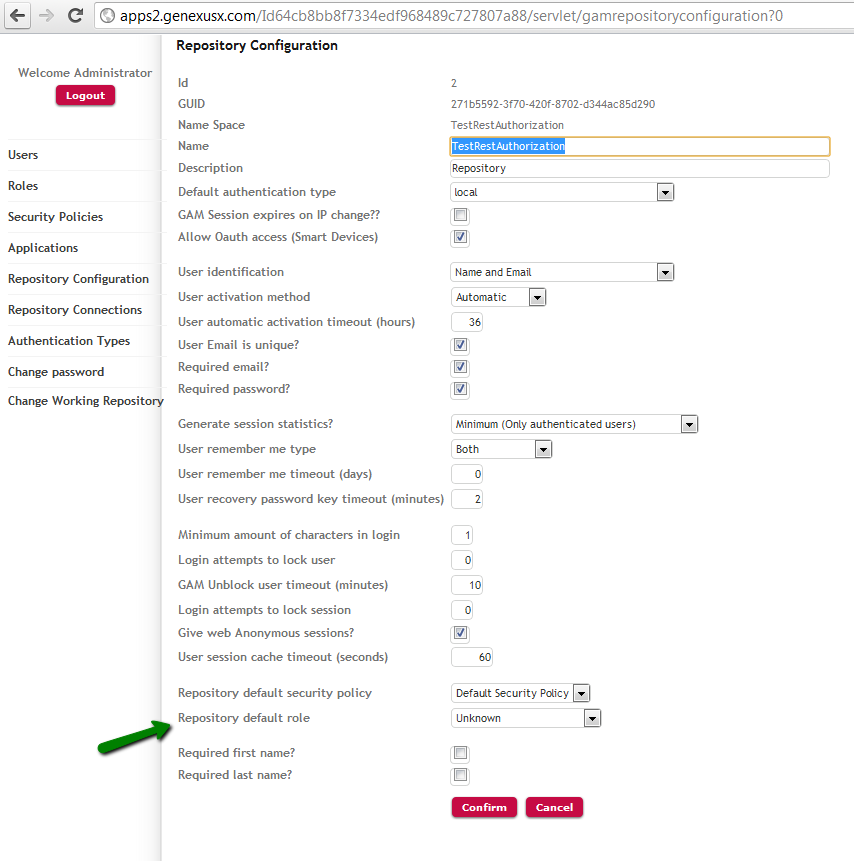 apps2.genexusx.com/Id64cb8bb8f7334edf968489c727807a88/servlet/gamrepositoryconfiguration?0
Welcome Administrator
Logout
Users
Roles
Security Policies
Applications
Repository Configuration
Repository Connections
Authentication Types
Change password
Change Working Repository
Repository Configuration
Id 2
GUID 271b5592-3f70-420f-8702-d344ac85d290
Name Space TestRestAuthorization
Name TestRestAuthorization
Description Repository
Default authentication type local
GAM Session expires on IP change??
Allow Oauth access (Smart Devices)
User identification Name and Email
User activation method Automatic
User automatic activation timeout (hours) 36
User Email is unique?
Required email?
Required password?
Generate session statistics? Minimum (Only authenticated users)
User remember me type Both
User remember me timeout (days) 0
User recovery password key timeout (minutes) 2
Minimum amount of characters in login 1
Login attempts to lock user 0
GAM Unblock user timeout (minutes) 10
Login attempts to lock session 0
Give web Anonymous sessions?
User session cache timeout (seconds) 60
Repository default security policy Default Security Policy
Repository default role Unknown
Required first name?
Required last name?
Confirm Cancel